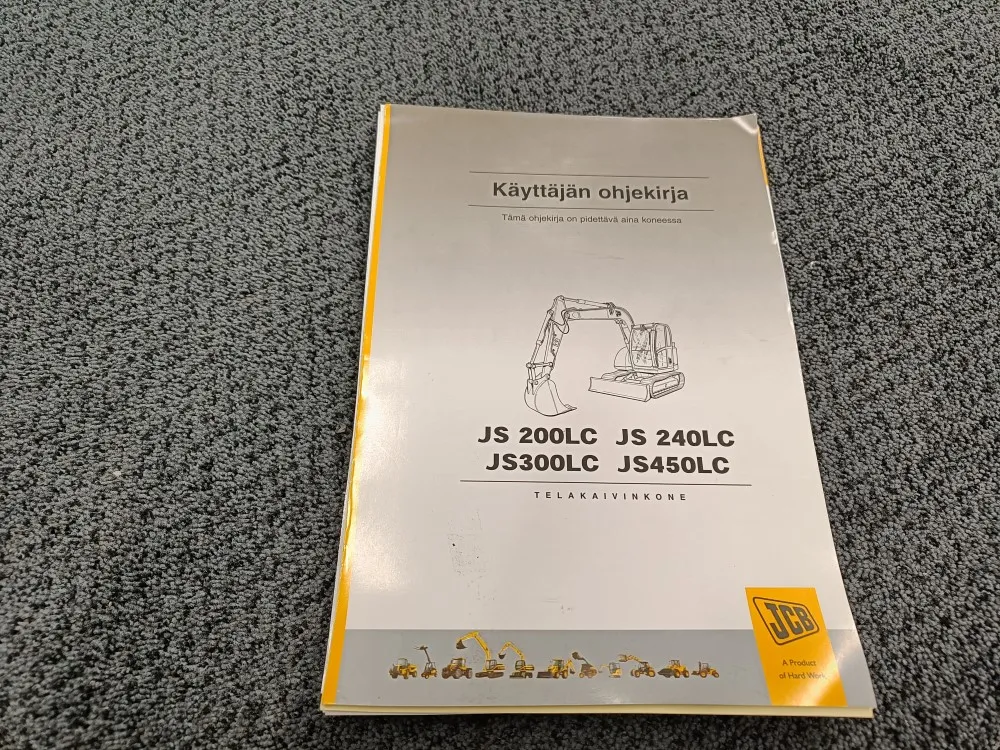 Käyttäjän ohjekirja
Tämä ohjekirja on pidettävä aina koneessa
JS 200LC JS 240LC
JS300LC JS450LC
TELAKAIVINKONE
JCB
A Product
of Hard Work